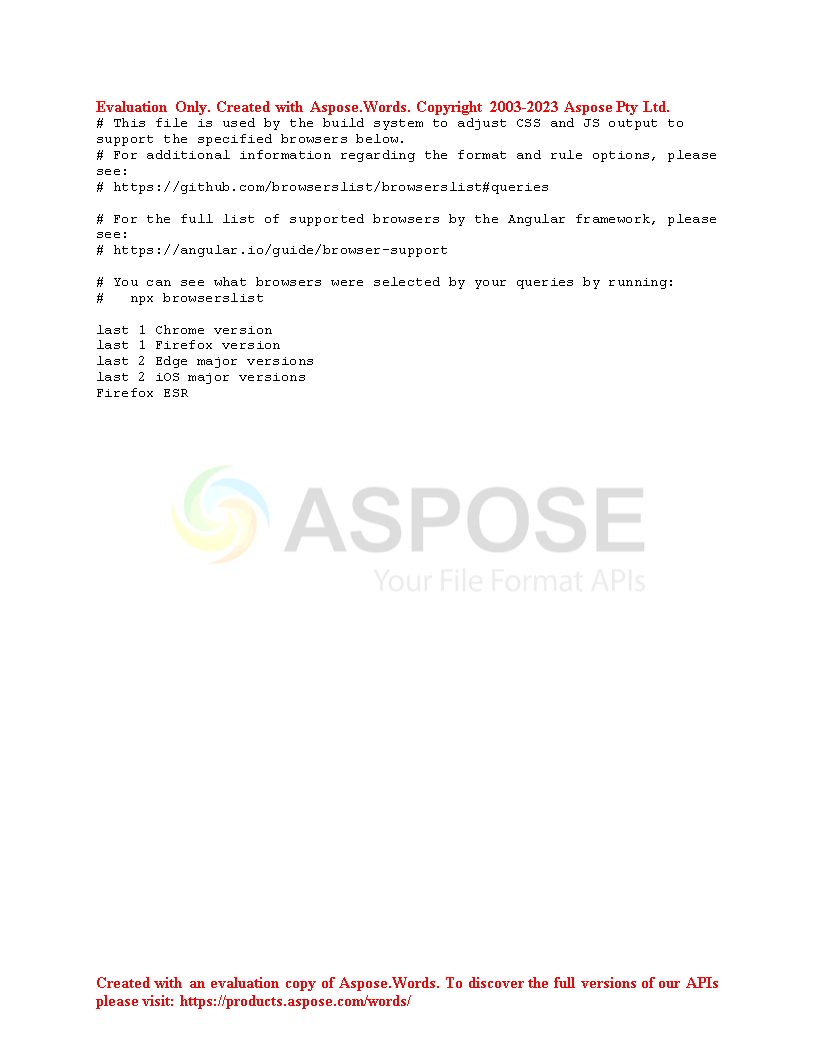 Evaluation Only. Created with Aspose.Words. Copyright 2003-2023 Aspose Pty Ltd.
# This file is used by the build system to adjust CSS and JS output to
support the specified browsers below.
# For additional information regarding the format and rule options, please
see:
# https://github.com/browserslist/browserslist#queries

# For the full list of supported browsers by the Angular framework, please
see:
# https://angular.io/guide/browser-support

# You can see what browsers were selected by your queries by running:
#   npx browserslist

last 1 Chrome version
last 1 Firefox version
last 2 Edge major versions
last 2 iOS major versions
Firefox ESR
ASPOSE
Your File Format APIs
Created with an evaluation copy of Aspose.Words. To discover the full versions of our APIs
please visit: https://products.aspose.com/words/